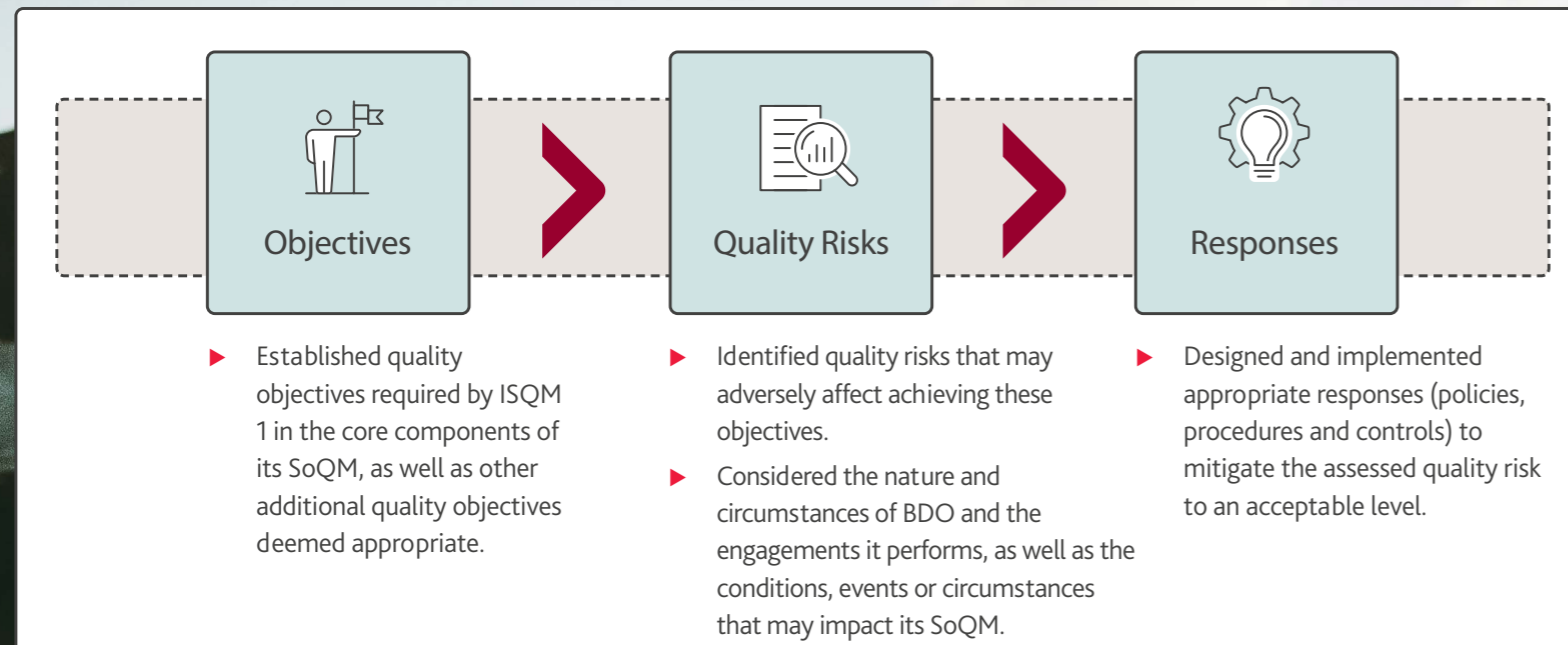 Objectives
Established quality
objectives required by ISQM
1 in the core components of
its SoQM, as well as other
additional quality objectives
deemed appropriate.
Quality Risks
Identified quality risks that may
adversely affect achieving these
objectives.
Considered the nature and
circumstances of BDO and the
engagements it performs, as well as the
conditions, events or circumstances
that may impact its SoQM.
Responses
Designed and implemented
appropriate responses (policies,
procedures and controls) to
mitigate the assessed quality risk
to an acceptable level.